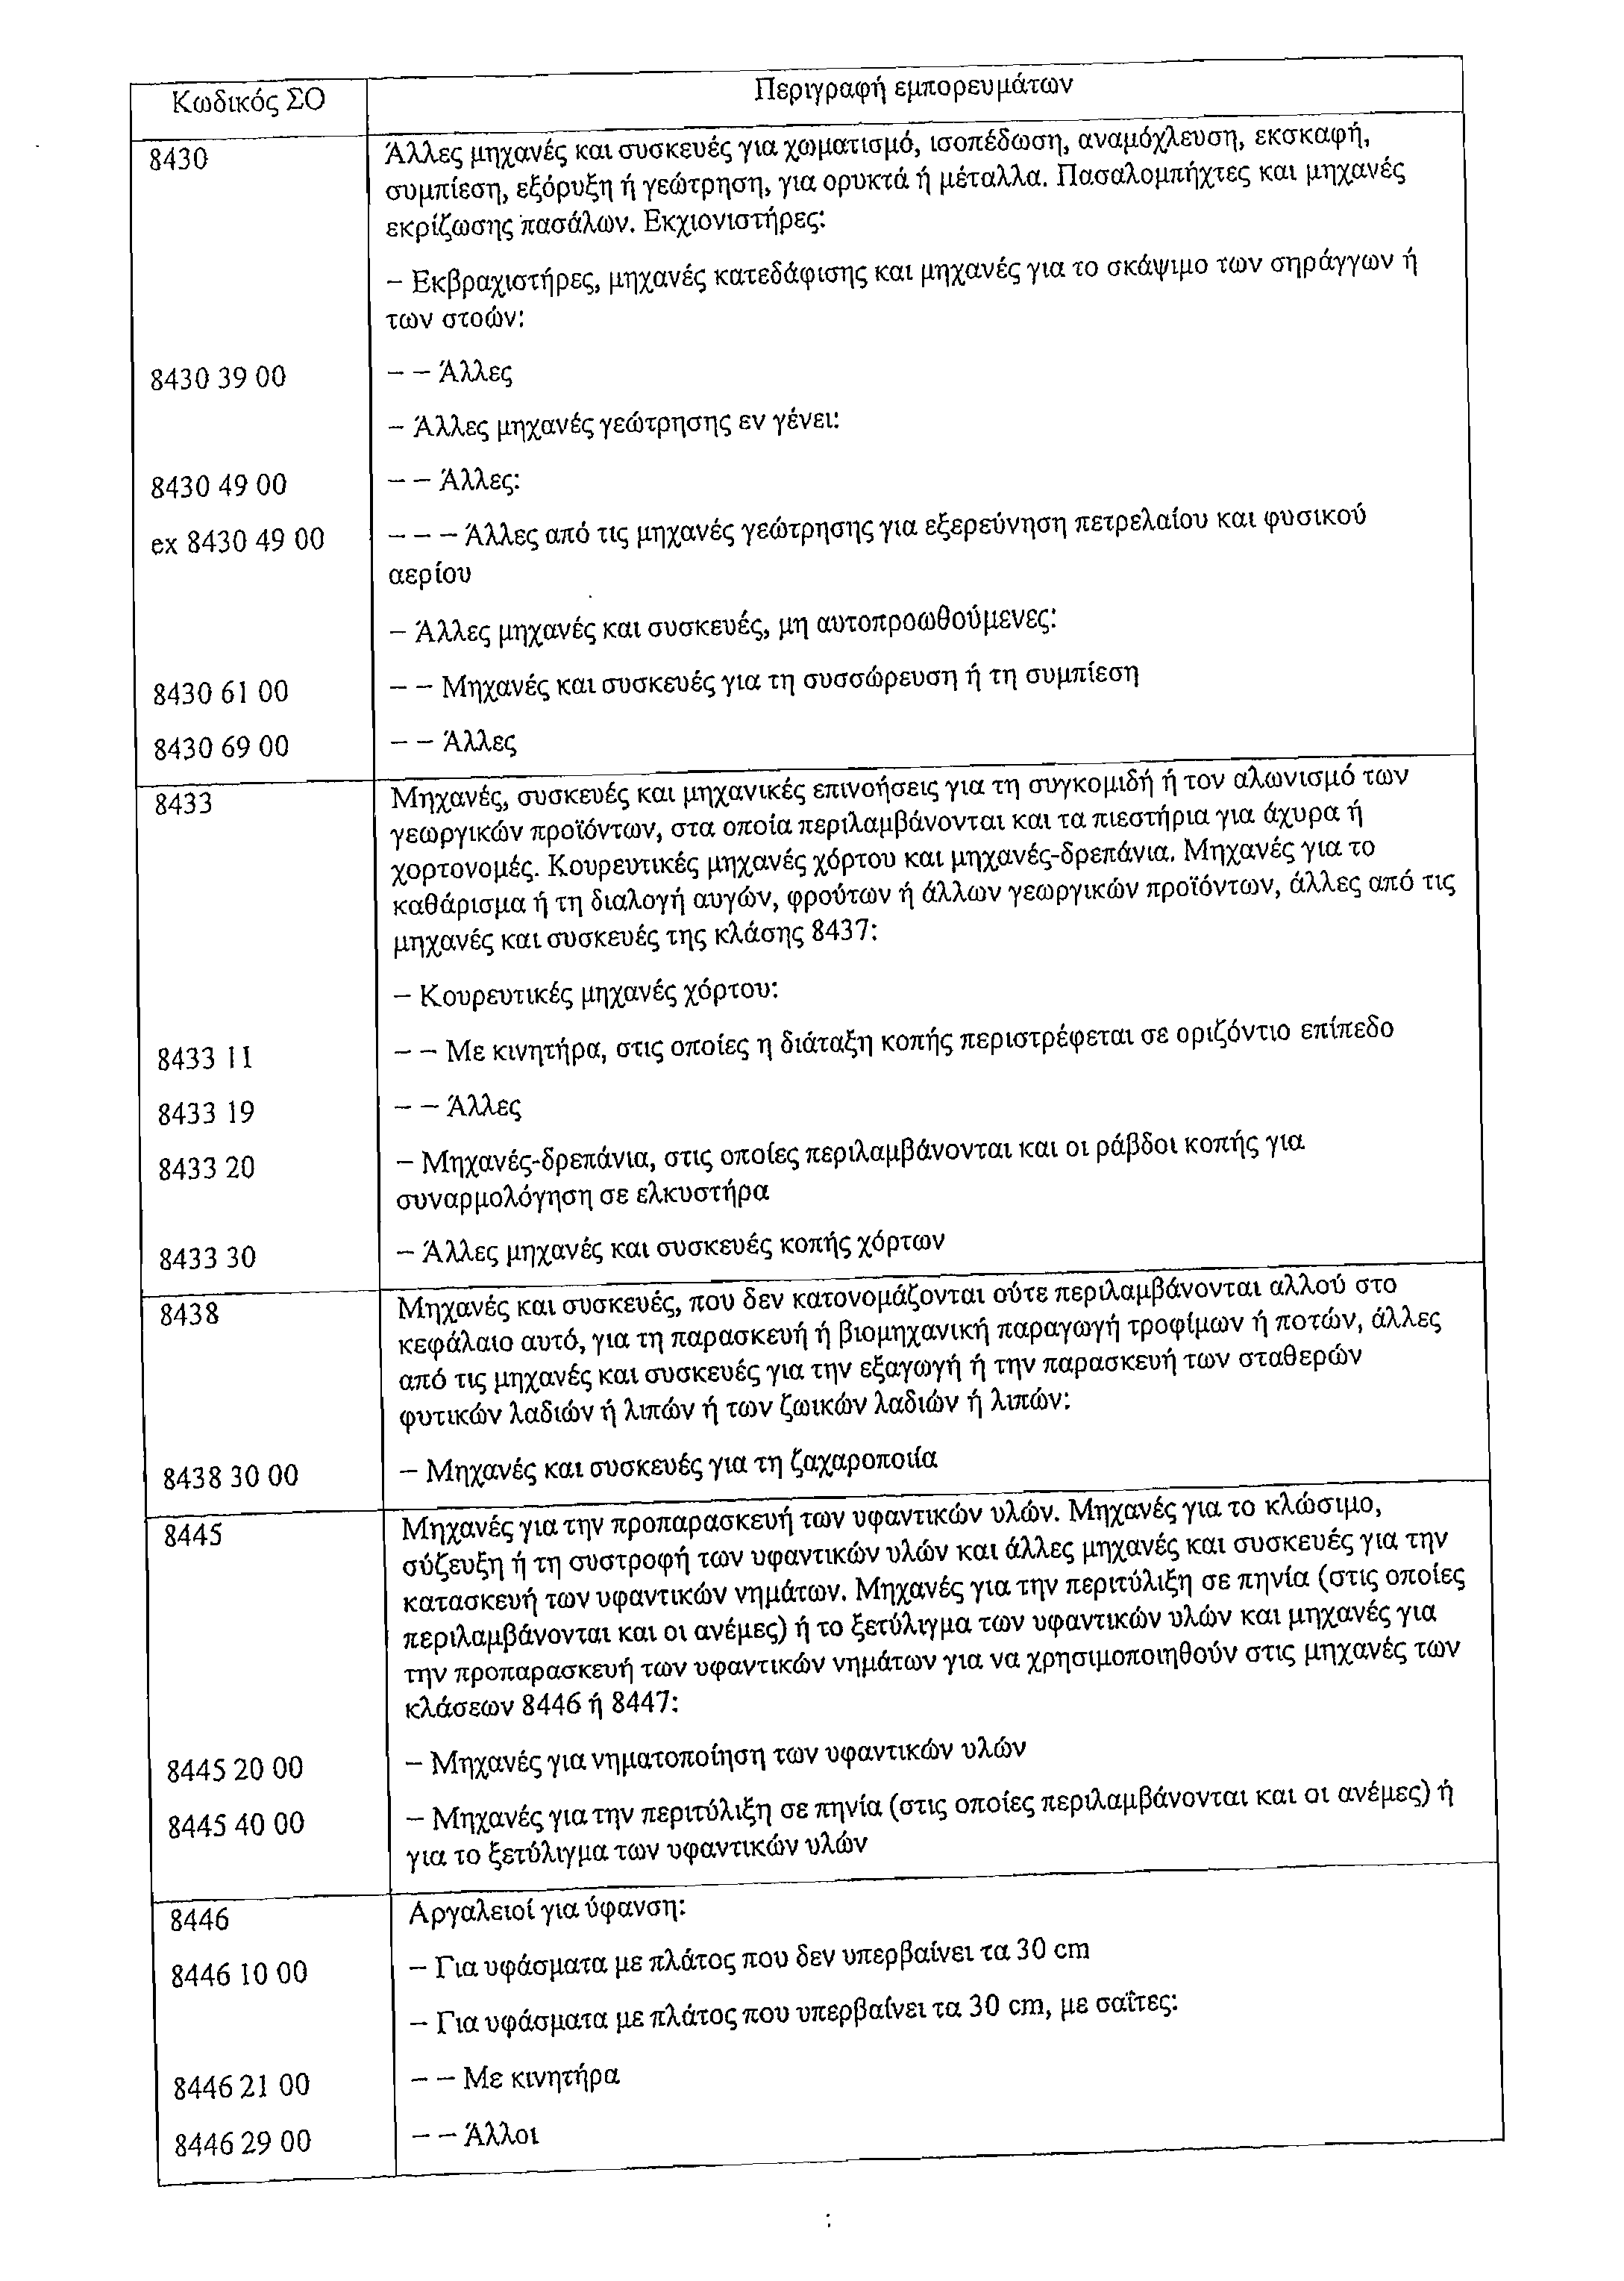 Κωδικός ΣΟ
Περιγραφή εμπορευμάτων
8430
Άλλες μηχανές και συσκευές για χωματισμό, ισοπέδωση, αναμόχλευση, εκσκαφή,
συμπίεση, εξόρυξη ή γεώτρηση, για ορυκτά ή μέταλλα. Πασαλομπήχτες και μηχανές
εκρίζωσης πασάλων. Εκχιονιστήρες:
– Εκβραχιστήρες, μηχανές κατεδάφισης και μηχανές για το σκάψιμο των σηράγγων ή
των στοών:
8430 39 00
– – Άλλες
– Άλλες μηχανές γεώτρησης εν γένει:
8430 49 00
– – Άλλες:
ex 8430 49 00
– – – Άλλες από τις μηχανές γεώτρησης για εξερεύνηση πετρελαίου και φυσικού
αερίου
– Άλλες μηχανές και συσκευές, μη αυτοπροωθούμενες:
8430 61 00
– – Μηχανές και συσκευές για τη συσσώρευση ή τη συμπίεση
8430 69 00
– – Άλλες
8433
Μηχανές, συσκευές και μηχανικές επινοήσεις για τη συγκομιδή ή τον αλωνισμό των
γεωργικών προϊόντων, στα οποία περιλαμβάνονται και τα πιεστήρια για άχυρα ή
χορτονομές. Κουρευτικές μηχανές χόρτου και μηχανές-δρεπάνια. Μηχανές για το
καθάρισμα ή τη διαλογή αυγών, φρούτων ή άλλων γεωργικών προϊόντων, άλλες από τις
μηχανές και συσκευές της κλάσης 8437:
– Κουρευτικές μηχανές χόρτου:
8433 11
– – Με κινητήρα, στις οποίες η διάταξη κοπής περιστρέφεται σε οριζόντιο επίπεδο
8433 19
– – Άλλες
8433 20
– Μηχανές-δρεπάνια, στις οποίες περιλαμβάνονται και οι ράβδοι κοπής για
συναρμολόγηση σε ελκυστήρα
8433 30
– Άλλες μηχανές και συσκευές κοπής χόρτων
8438
Μηχανές και συσκευές, που δεν κατονομάζονται ούτε περιλαμβάνονται αλλού στο
κεφάλαιο αυτό, για τη παρασκευή ή βιομηχανική παραγωγή τροφίμων ή ποτών, άλλες
από τις μηχανές και συσκευές για την εξαγωγή ή την παρασκευή των σταθερών
φυτικών λαδιών ή λιπών ή των ζωικών λαδιών ή λιπών:
8438 30 00
– Μηχανές και συσκευές για τη ζαχαροποιία
8445
Μηχανές για την προπαρασκευή των υφαντικών υλών. Μηχανές για το κλώσιμο,
σύζευξη ή τη συστροφή των υφαντικών υλών και άλλες μηχανές και συσκευές για την
κατασκευή των υφαντικών νημάτων. Μηχανές για την περιτύλιξη σε πηνία (στις οποίες
περιλαμβάνονται και οι ανέμες) ή το ξετύλιγμα των υφαντικών υλών και μηχανές για
την προπαρασκευή των υφαντικών νημάτων για να χρησιμοποιηθούν στις μηχανές των
κλάσεων 8446 ή 8447:
8445 20 00
– Μηχανές για νηματοποίηση των υφαντικών υλών
8445 40 00
– Μηχανές για την περιτύλιξη σε πηνία (στις οποίες περιλαμβάνονται και οι ανέμες) ή
για το ξετύλιγμα των υφαντικών υλών
8446
Αργαλειοί για ύφανση:
8446 10 00
– Για υφάσματα με πλάτος που δεν υπερβαίνει τα 30 cm
– Για υφάσματα με πλάτος που υπερβαίνει τα 30 cm, με σαΐτες:
8446 21 00
– – Με κινητήρα
8446 29 00
– – Άλλοι